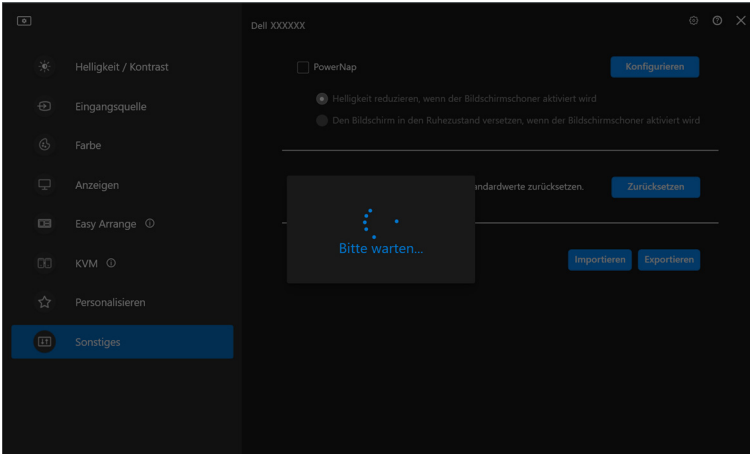 Dell XXXXXX
Helligkeit / Kontrast
Eingangsquelle
Farbe
Anzeigen
Easy Arrange
KVM
Personalisieren
Sonstiges
PowerNap
Konfigurieren
Helligkeit reduzieren, wenn der Bildschirmschoner aktiviert wird
Den Bildschirm in den Ruhezustand versetzen, wenn der Bildschirmschoner aktiviert wird
ndardwerte zurücksetzen.
Zurücksetzen
Bitte warten...
Importieren
Exportieren